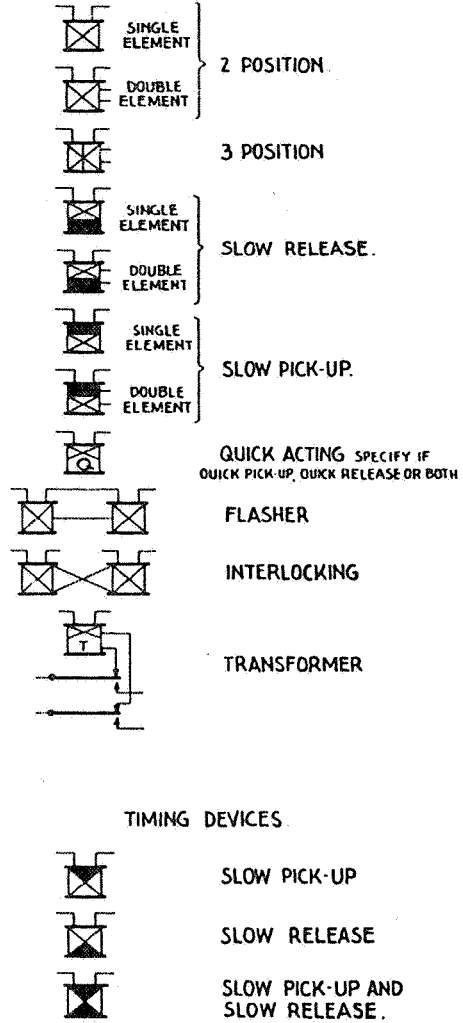 SINGLE
ELEMENT
2 POSITION
DOUBLE
ELEMENT
3 POSITION
SINGLE
ELEMENT
SLOW RELEASE.
DOUBLE
ELEMENT
SINGLE
ELEMENT
SLOW PICK-UP.
DOUBLE
ELEMENT
Q
QUICK ACTING SPECIFY IF
QUICK PICK-UP, QUICK RELEASE OR BOTH
FLASHER
INTERLOCKING
T
TRANSFORMER
TIMING DEVICES
SLOW PICK-UP
SLOW RELEASE
SLOW PICK-UP AND
SLOW RELEASE.